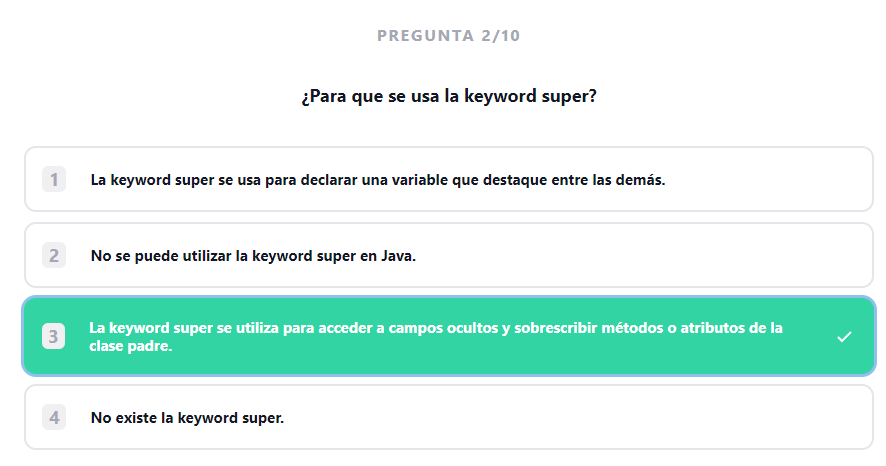 PREGUNTA 2/10
¿Para que se usa la keyword super?
1 La keyword super se usa para declarar una variable que destaque entre las demás.
2 No se puede utilizar la keyword super en Java.
3 La keyword super se utiliza para acceder a campos ocultos y sobrescribir métodos o atributos de la
clase padre.
4 No existe la keyword super.